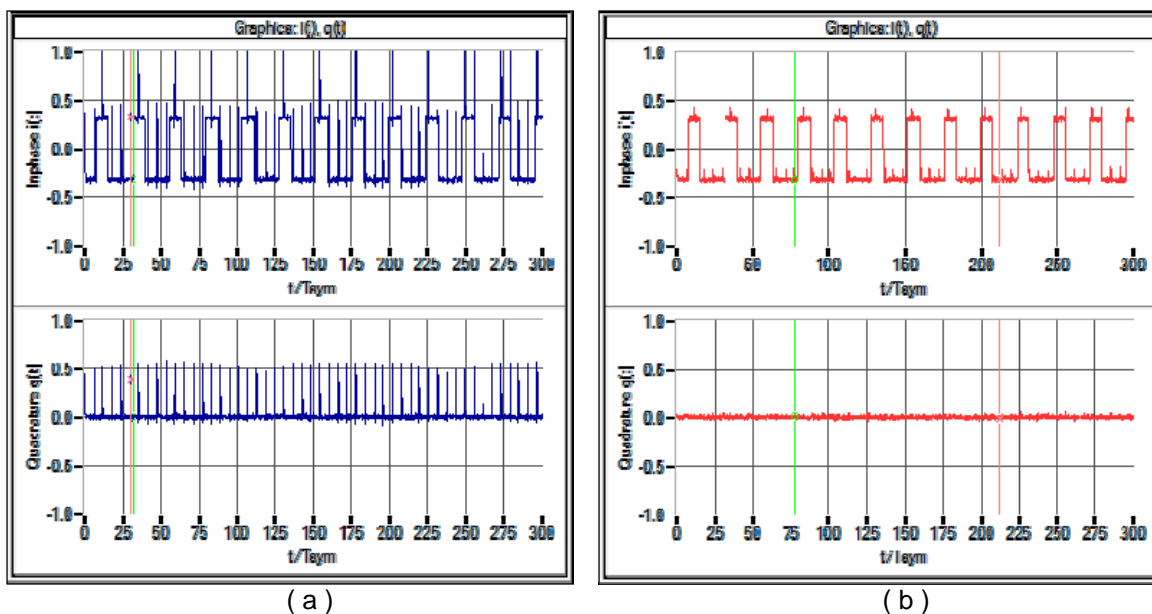 Graphics: I(), q(t)
1.0
0.5
0.0
-0.5
-1.0
Inphase i(:)
0 25 50 75 100 125 150 175 200 225 250 275 300
t/Tsym
1.0
0.5
0.0
-0.5
-1.0
Quadrature q(t)
0 25 50 75 100 125 150 175 200 225 250 275 300
t/Tsym
( a )
Graphics: I(t), q(t)
1.0
0.5
0.0
-0.5
-1.0
Inphase i(t)
0 50 100 150 200 250 300
t/Tsym
1.0
0.5
0.0
-0.5
-1.0
Quadrature q(:)
0 25 50 75 100 125 150 175 200 225 250 275 300
t/Tsym
( b )